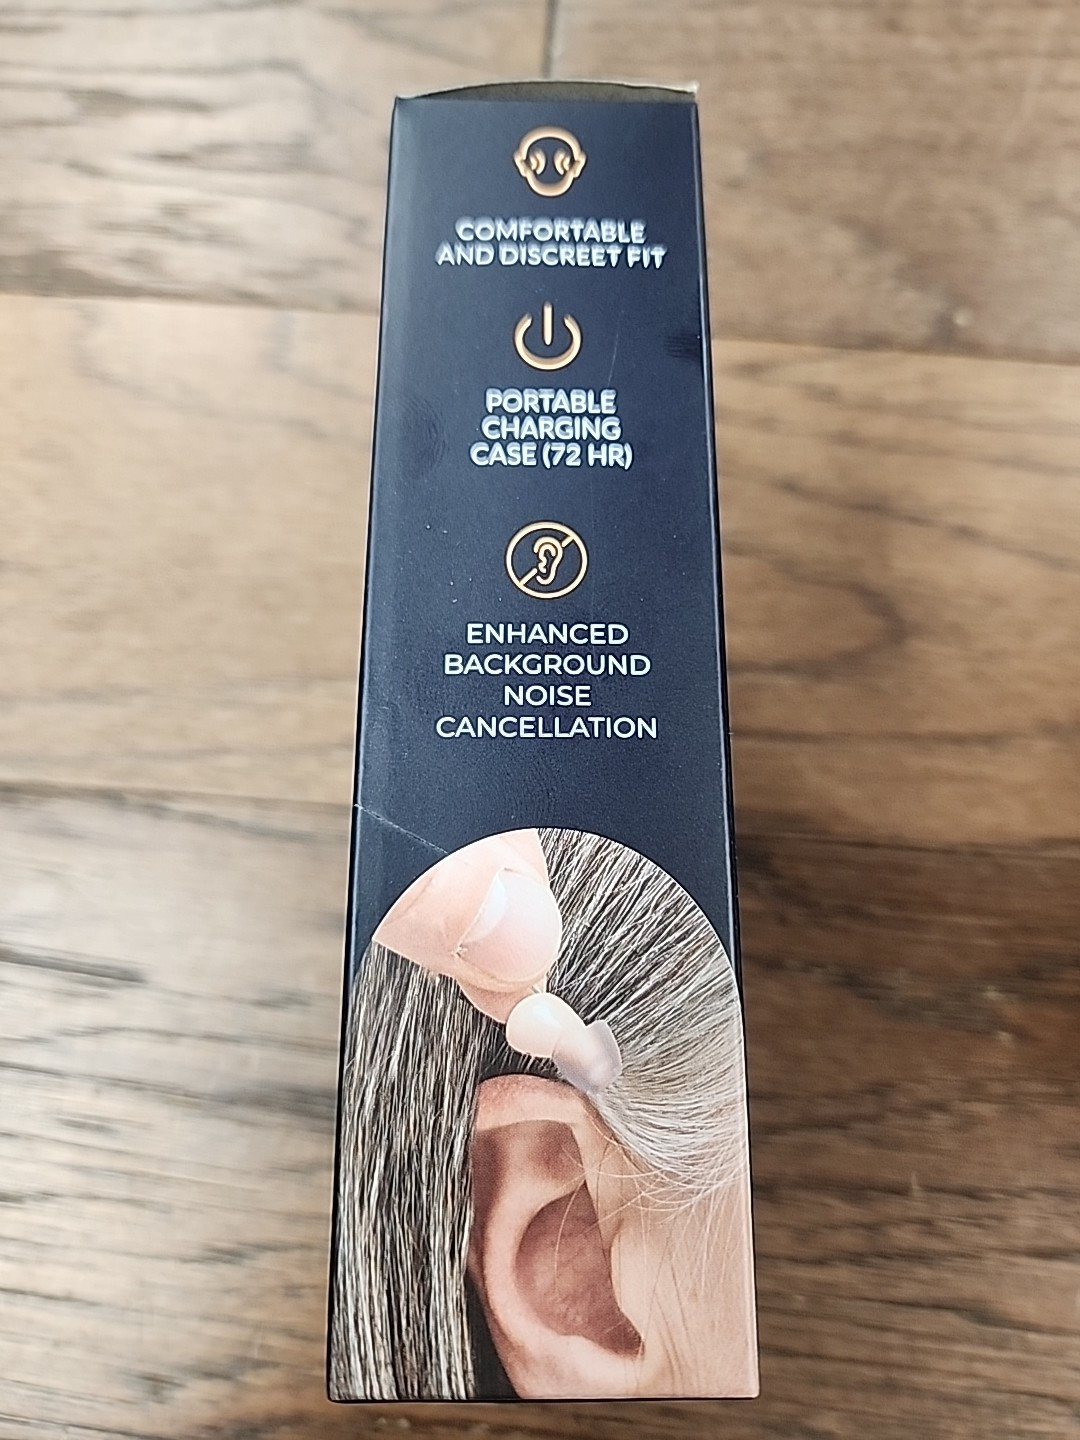 COMFORTABLE
AND DISCREET FIT
PORTABLE
CHARGING
CASE (72 HR)
ENHANCED
BACKGROUND
NOISE
CANCELLATION